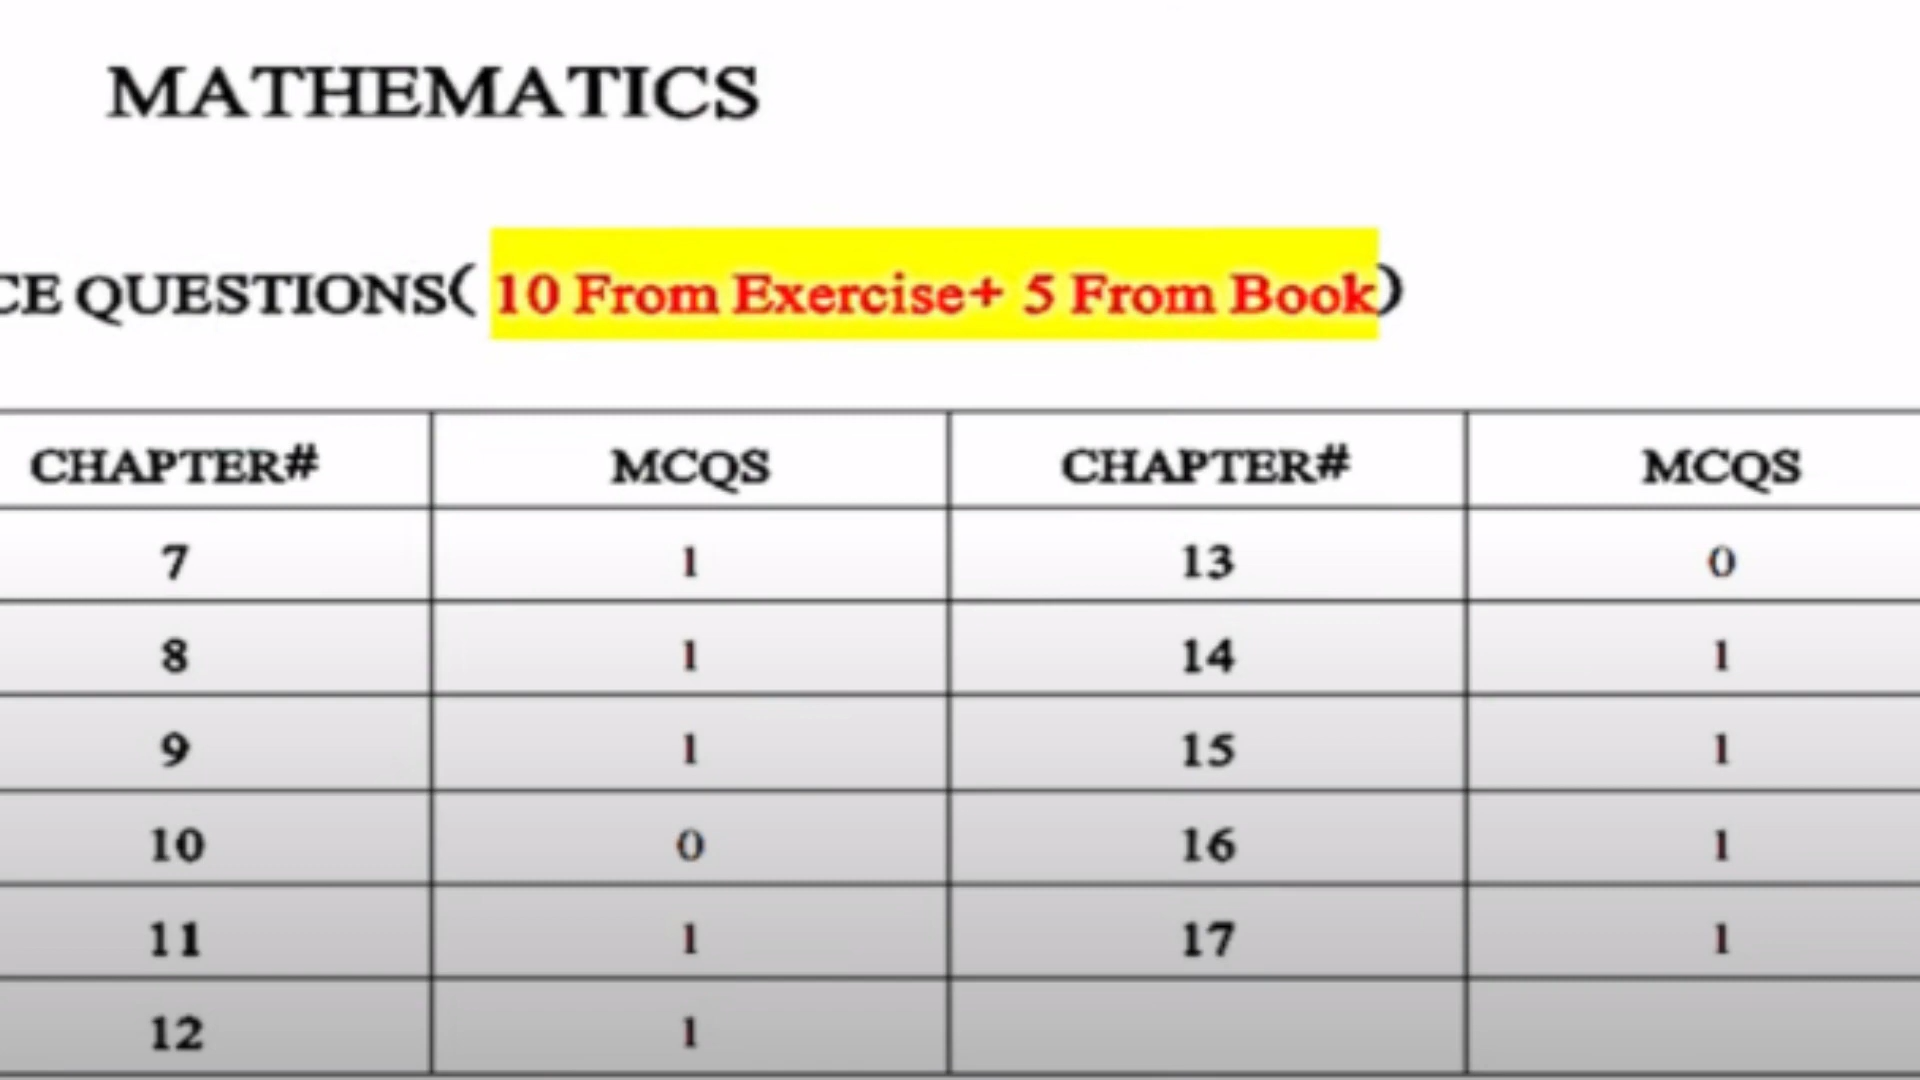 MATHEMATICS
CE QUESTIONS( 10 From Exercise+ 5 From Book)
CHAPTER# MCQS CHAPTER# MCQS
7 1 13 0
8 1 14 1
9 1 15 1
10 0 16 1
11 1 17 1
12 1